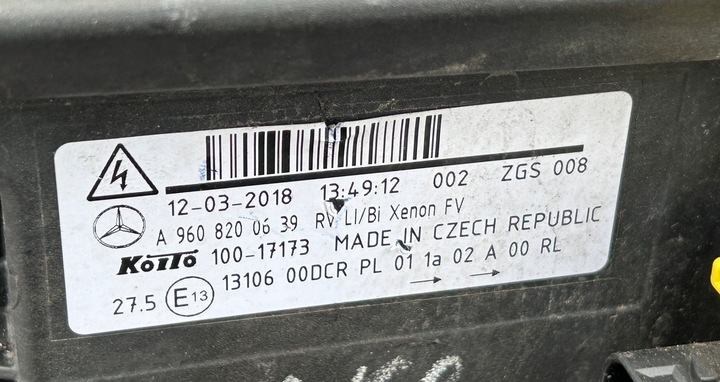 12-03-2018 13:49:12 002 ZGS 008
A 960 820 06 39 RV LI/Bi Xenon FV
KOITO 100-17173 MADE IN CZECH REPUBLIC
13106 00DCR PL 01 1a 02 A 00 RL
27.5 E13